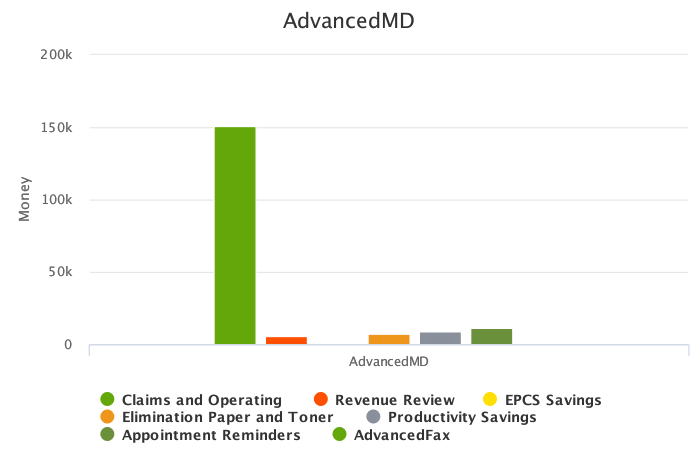 AdvancedMD
200k
150k
100k
50k
0
Money
AdvancedMD
Claims and Operating Revenue Review EPCS Savings
Elimination Paper and Toner Productivity Savings
Appointment Reminders AdvancedFax